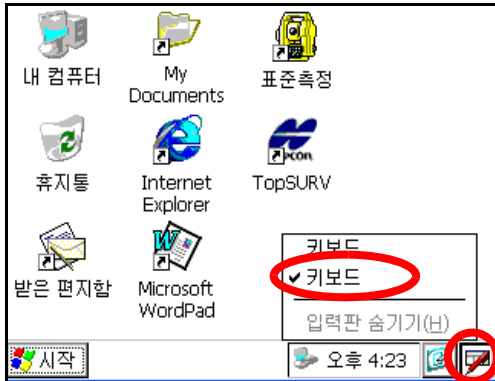 내 컴퓨터
My Documents
표준측정
휴지통
Internet Explorer
TopSURV
받은 편지함
Microsoft WordPad
키보드
키보드
입력판 숨기기(H)
시작
오후 4:23